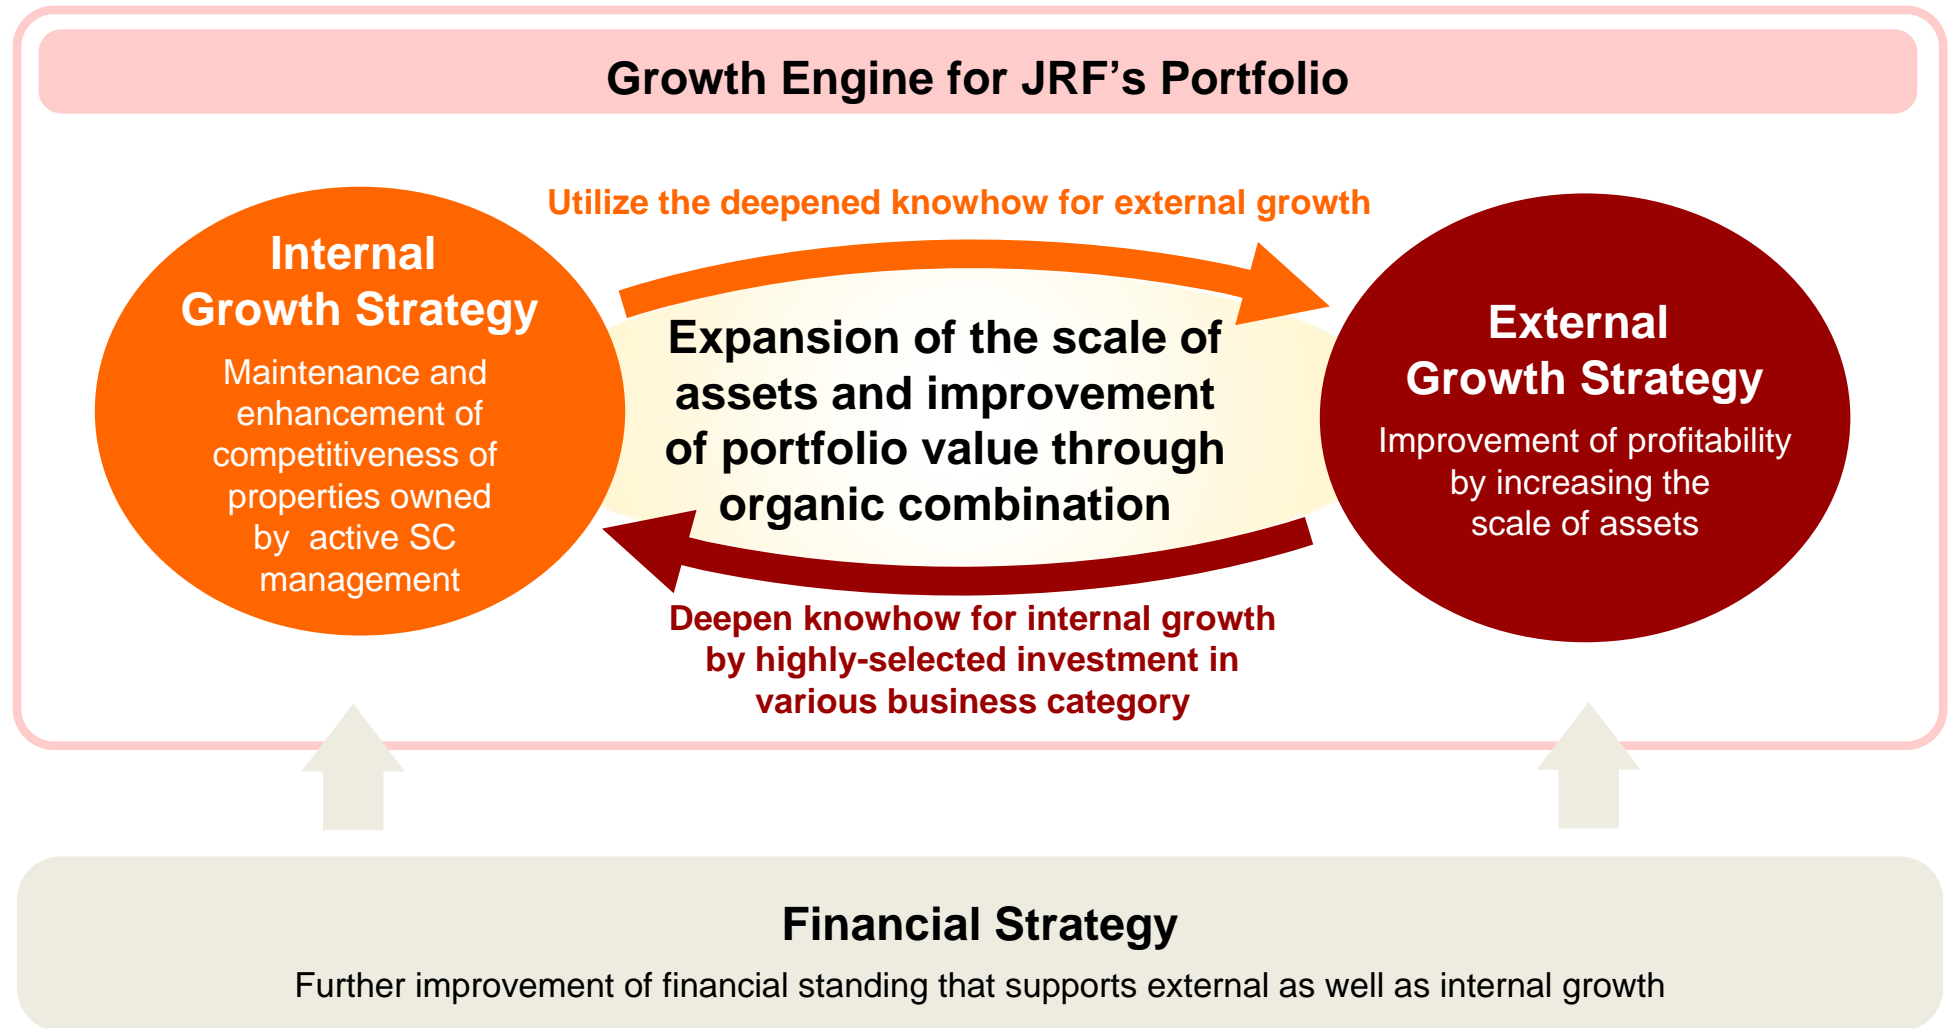 Growth Engine for JRF’s Portfolio
Utilize the deepened knowhow for external growth
Internal
Growth Strategy
Maintenance and
enhancement of
competitiveness of
properties owned
by active SC
management
Expansion of the scale of
assets and improvement
of portfolio value through
organic combination
External
Growth Strategy
Improvement of profitability
by increasing the
scale of assets
Deepen knowhow for internal growth
by highly-selected investment in
various business category
Financial Strategy
Further improvement of financial standing that supports external as well as internal growth